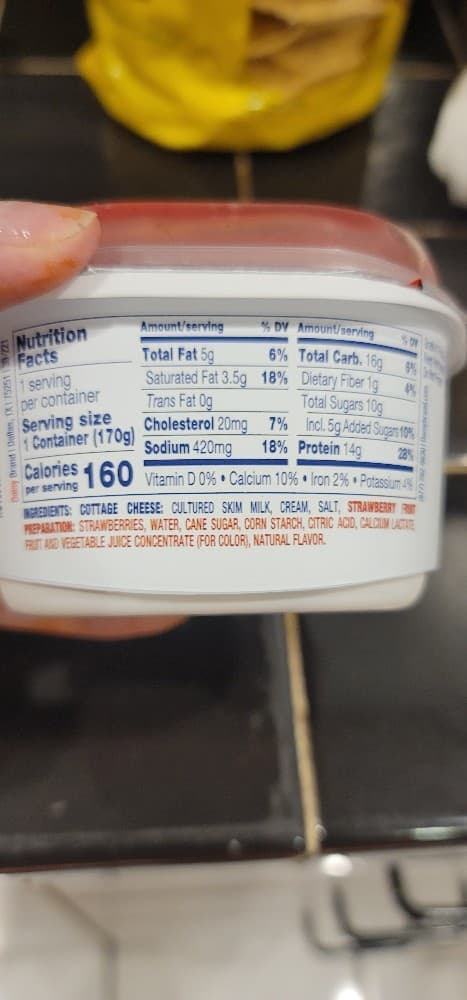 Nutrition
Facts
1 serving
per container
Serving size
1 Container (170g)
Calories 160
per serving
Amount/serving % DV
Total Fat 5g 6%
Saturated Fat 3.5g 18%
Trans Fat 0g
Cholesterol 20mg 7%
Sodium 420mg 18%
Amount/serving % DV
Total Carb. 16g 6%
Dietary Fiber 1g 4%
Total Sugars 10g
Incl. 5g Added Sugars 10%
Protein 14g 28%
Vitamin D 0% • Calcium 10% • Iron 2% • Potassium 4%
INGREDIENTS: COTTAGE CHEESE: CULTURED SKIM MILK, CREAM, SALT, STRAWBERRY FRUIT
PREPARATION: STRAWBERRIES, WATER, CANE SUGAR, CORN STARCH, CITRIC ACID, CALCIUM LACTATE,
FRUIT AND VEGETABLE JUICE CONCENTRATE (FOR COLOR), NATURAL FLAVOR.
Daisy Brand | Dallas, TX | 75251